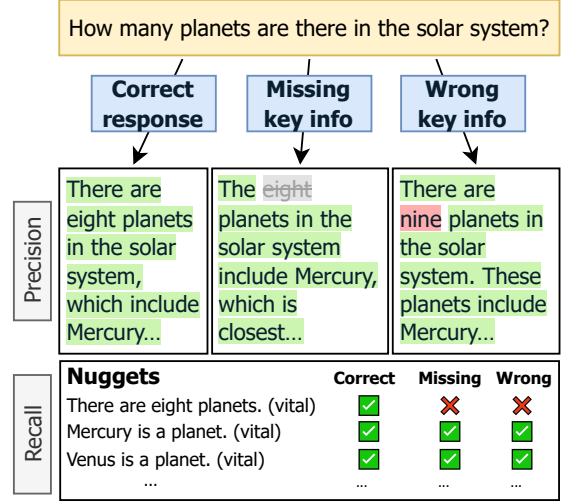 How many planets are there in the solar system?
Correct
response
Missing
key info
Wrong
key info
Precision
There are
eight planets
in the solar
system,
which include
Mercury...
The eight
planets in the
solar system
include Mercury,
which is
closest...
There are
nine planets in
the solar
system. These
planets include
Mercury...
Recall
Nuggets Correct Missing Wrong
There are eight planets. (vital)
Mercury is a planet. (vital)
Venus is a planet. (vital)
... ... ... ...